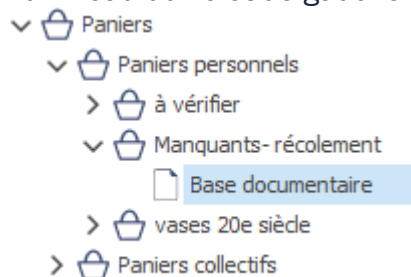 Paniers
Paniers personnels
à vérifier
Manquants- récolement
Base documentaire
vases 20e siècle
Paniers collectifs